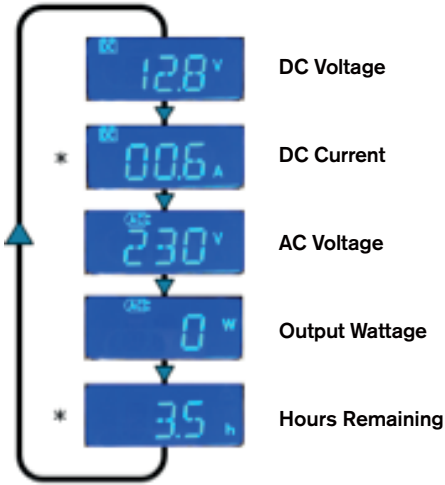 DC
12.8 V
DC Voltage
DC
* 00.6 A
DC Current
AC
230 V
AC Voltage
AC
0 W
Output Wattage
* 3.5 h
Hours Remaining